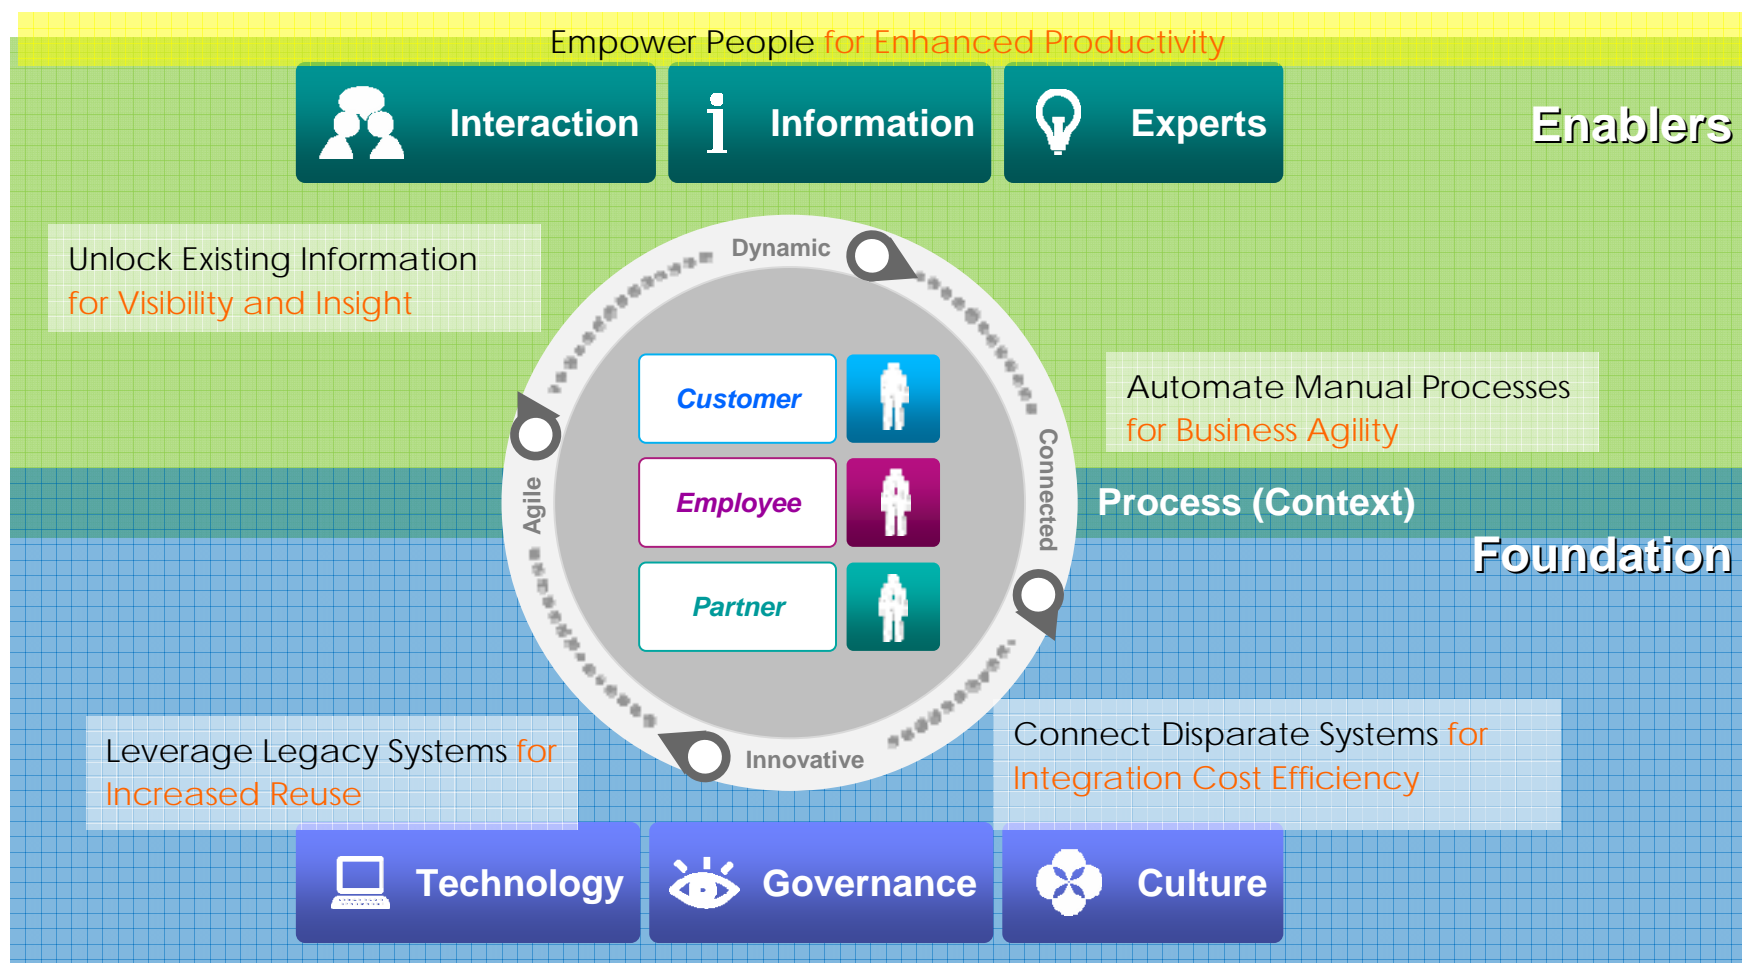 Empower People for Enhanced Productivity
Interaction
Information
Experts
Enablers
Unlock Existing Information
for Visibility and Insight
Dynamic
Automate Manual Processes
for Business Agility
Customer
Connected
Agile
Employee
Process (Context)
Foundation
Partner
Leverage Legacy Systems for
Increased Reuse
Innovative
Connect Disparate Systems for
Integration Cost Efficiency
Technology
Governance
Culture